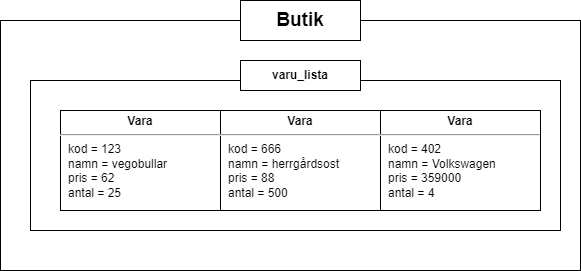 Butik
varu_lista
Vara
kod = 123
namn = vegobullar
pris = 62
antal = 25
Vara
kod = 666
namn = herrgårdsost
pris = 88
antal = 500
Vara
kod = 402
namn = Volkswagen
pris = 359000
antal = 4